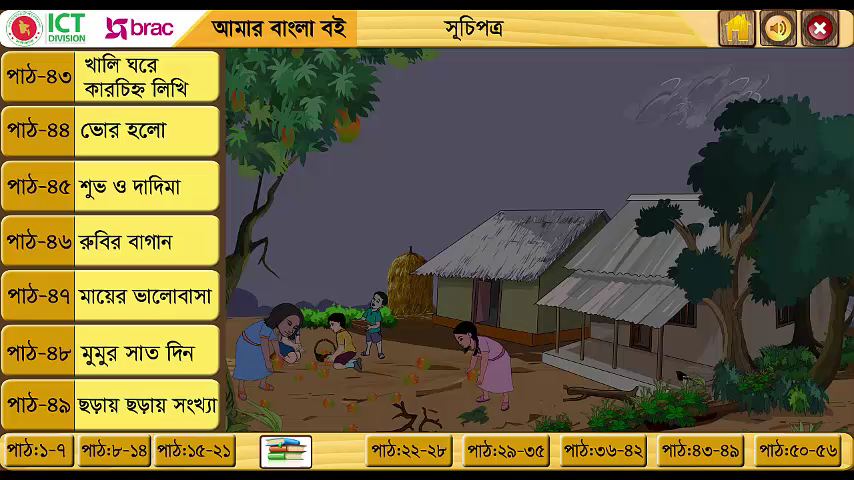 ICT
DIVISION
brac
আমার বাংলা বই
সূচিপত্র
পাঠ-৪৩
খালি ঘরে
কারচিহ্ন লিখি
পাঠ-৪৪
ভোর হলো
পাঠ-৪৫
শুভ ও দাদিমা
পাঠ-৪৬
রুবির বাগান
পাঠ-৪৭
মায়ের ভালোবাসা
পাঠ-৪৮
মুমুর সাত দিন
পাঠ-৪৯
ছড়ায় ছড়ায় সংখ্যা
পাঠ:১-৭
পাঠ:৮-১৪
পাঠ:১৫-২১
পাঠ:২২-২৮
পাঠ:২৯-৩৫
পাঠ:৩৬-৪২
পাঠ:৪৩-৪৯
পাঠ:৫০-৫৬